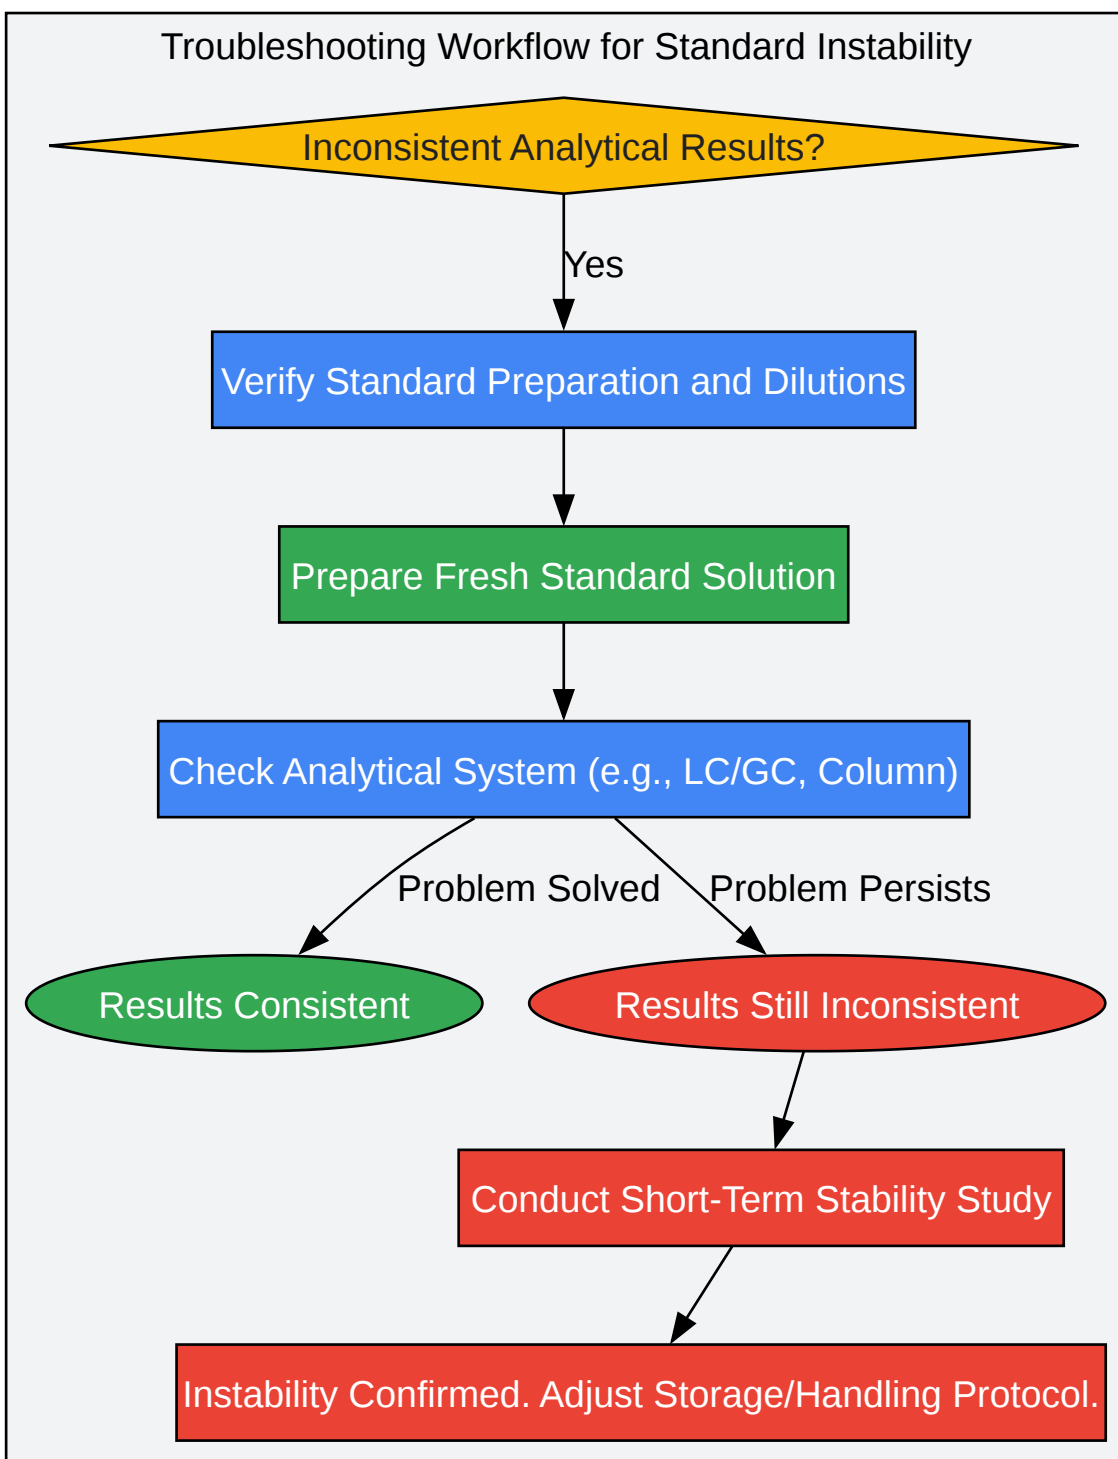 Troubleshooting Workflow for Standard Instability
Inconsistent Analytical Results?
Yes
Verify Standard Preparation and Dilutions
Prepare Fresh Standard Solution
Check Analytical System (e.g., LC/GC, Column)
Problem Solved
Problem Persists
Results Consistent
Results Still Inconsistent
Conduct Short-Term Stability Study
Instability Confirmed. Adjust Storage/Handling Protocol.